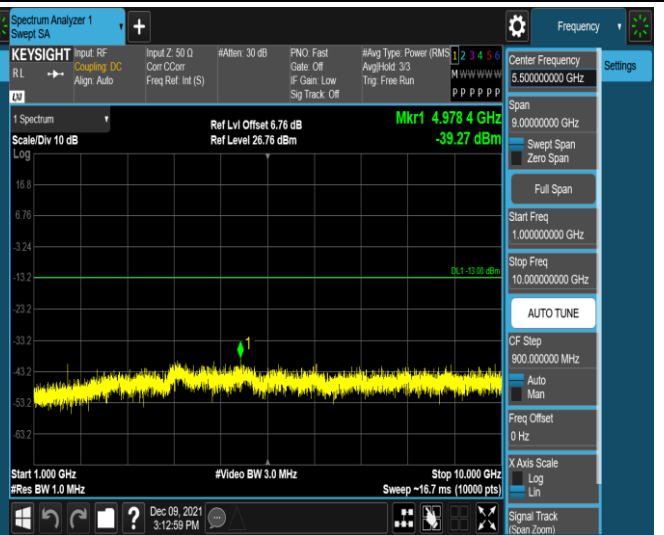 Spectrum Analyzer 1
Swept SA
+
Frequency
KEYSIGHT
RL
LXI
Input: RF
Coupling: DC
Align: Auto
Input Z: 50 Ω
Corr CCorr
Freq Ref: Int (S)
#Atten: 30 dB
PNO: Fast
Gate: Off
IF Gain: Low
Sig Track: Off
#Avg Type: Power (RMS
Avg|Hold: 3/3
Trig: Free Run
1 2 3 4 5 6
M W W W W W
P P P P P P
1 Spectrum
Scale/Div 10 dB
Log
Ref Lvl Offset 6.76 dB
Ref Level 26.76 dBm
Mkr1 4.978 4 GHz
-39.27 dBm
16.8
6.76
-3.24
-13.2
-23.2
-33.2
-43.2
-53.2
-63.2
DL1 -13.00 dBm
1
Start 1.000 GHz
#Res BW 1.0 MHz
#Video BW 3.0 MHz
Stop 10.000 GHz
Sweep ~16.7 ms (10000 pts)
?
Dec 09, 2021
3:12:59 PM
Center Frequency
5.500000000 GHz
Settings
Span
9.00000000 GHz
Swept Span
Zero Span
Full Span
Start Freq
1.000000000 GHz
Stop Freq
10.000000000 GHz
AUTO TUNE
CF Step
900.000000 MHz
Auto
Man
Freq Offset
0 Hz
X Axis Scale
Log
Lin
Signal Track
(Span Zoom)